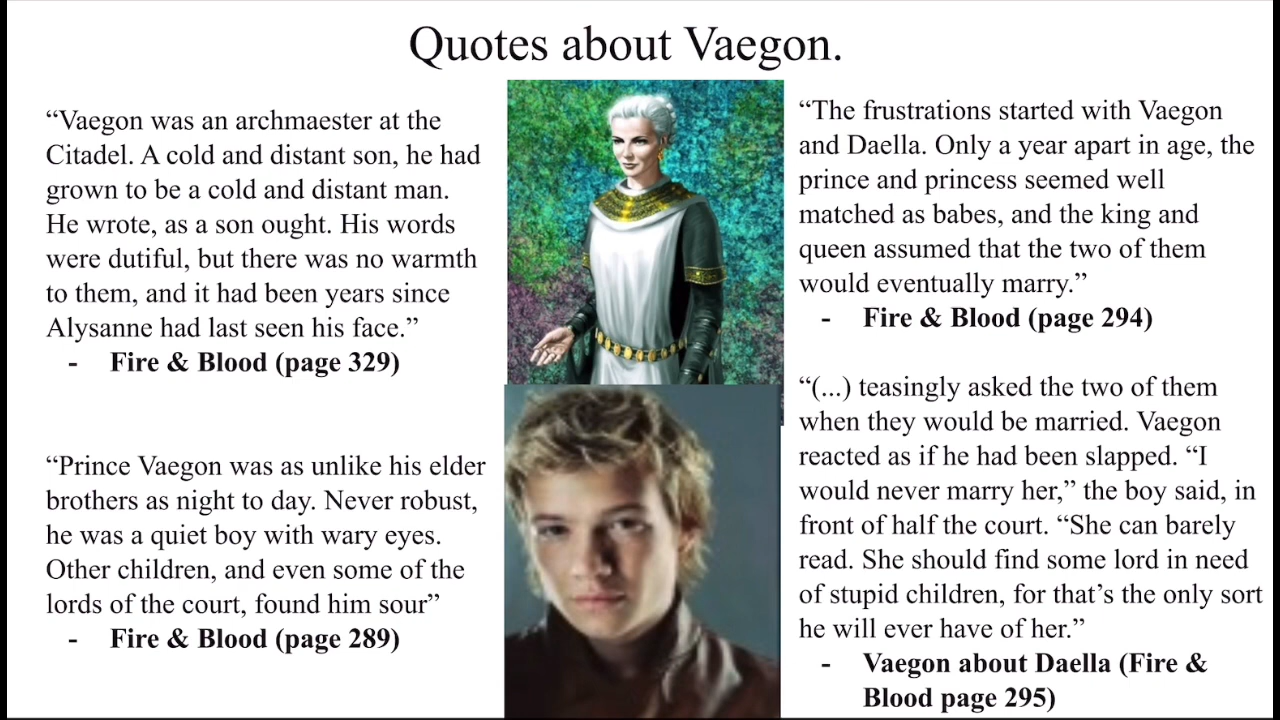 Quotes about Vaegon.
“Vaegon was an archmaester at the
Citadel. A cold and distant son, he had
grown to be a cold and distant man.
He wrote, as a son ought. His words
were dutiful, but there was no warmth
to them, and it had been years since
Alysanne had last seen his face.”
- Fire & Blood (page 329)
“Prince Vaegon was as unlike his elder
brothers as night to day. Never robust,
he was a quiet boy with wary eyes.
Other children, and even some of the
lords of the court, found him sour”
- Fire & Blood (page 289)
“The frustrations started with Vaegon
and Daella. Only a year apart in age, the
prince and princess seemed well
matched as babes, and the king and
queen assumed that the two of them
would eventually marry.”
- Fire & Blood (page 294)
“(...) teasingly asked the two of them
when they would be married. Vaegon
reacted as if he had been slapped. “I
would never marry her,” the boy said, in
front of half the court. “She can barely
read. She should find some lord in need
of stupid children, for that’s the only sort
he will ever have of her.”
- Vaegon about Daella (Fire &
Blood page 295)